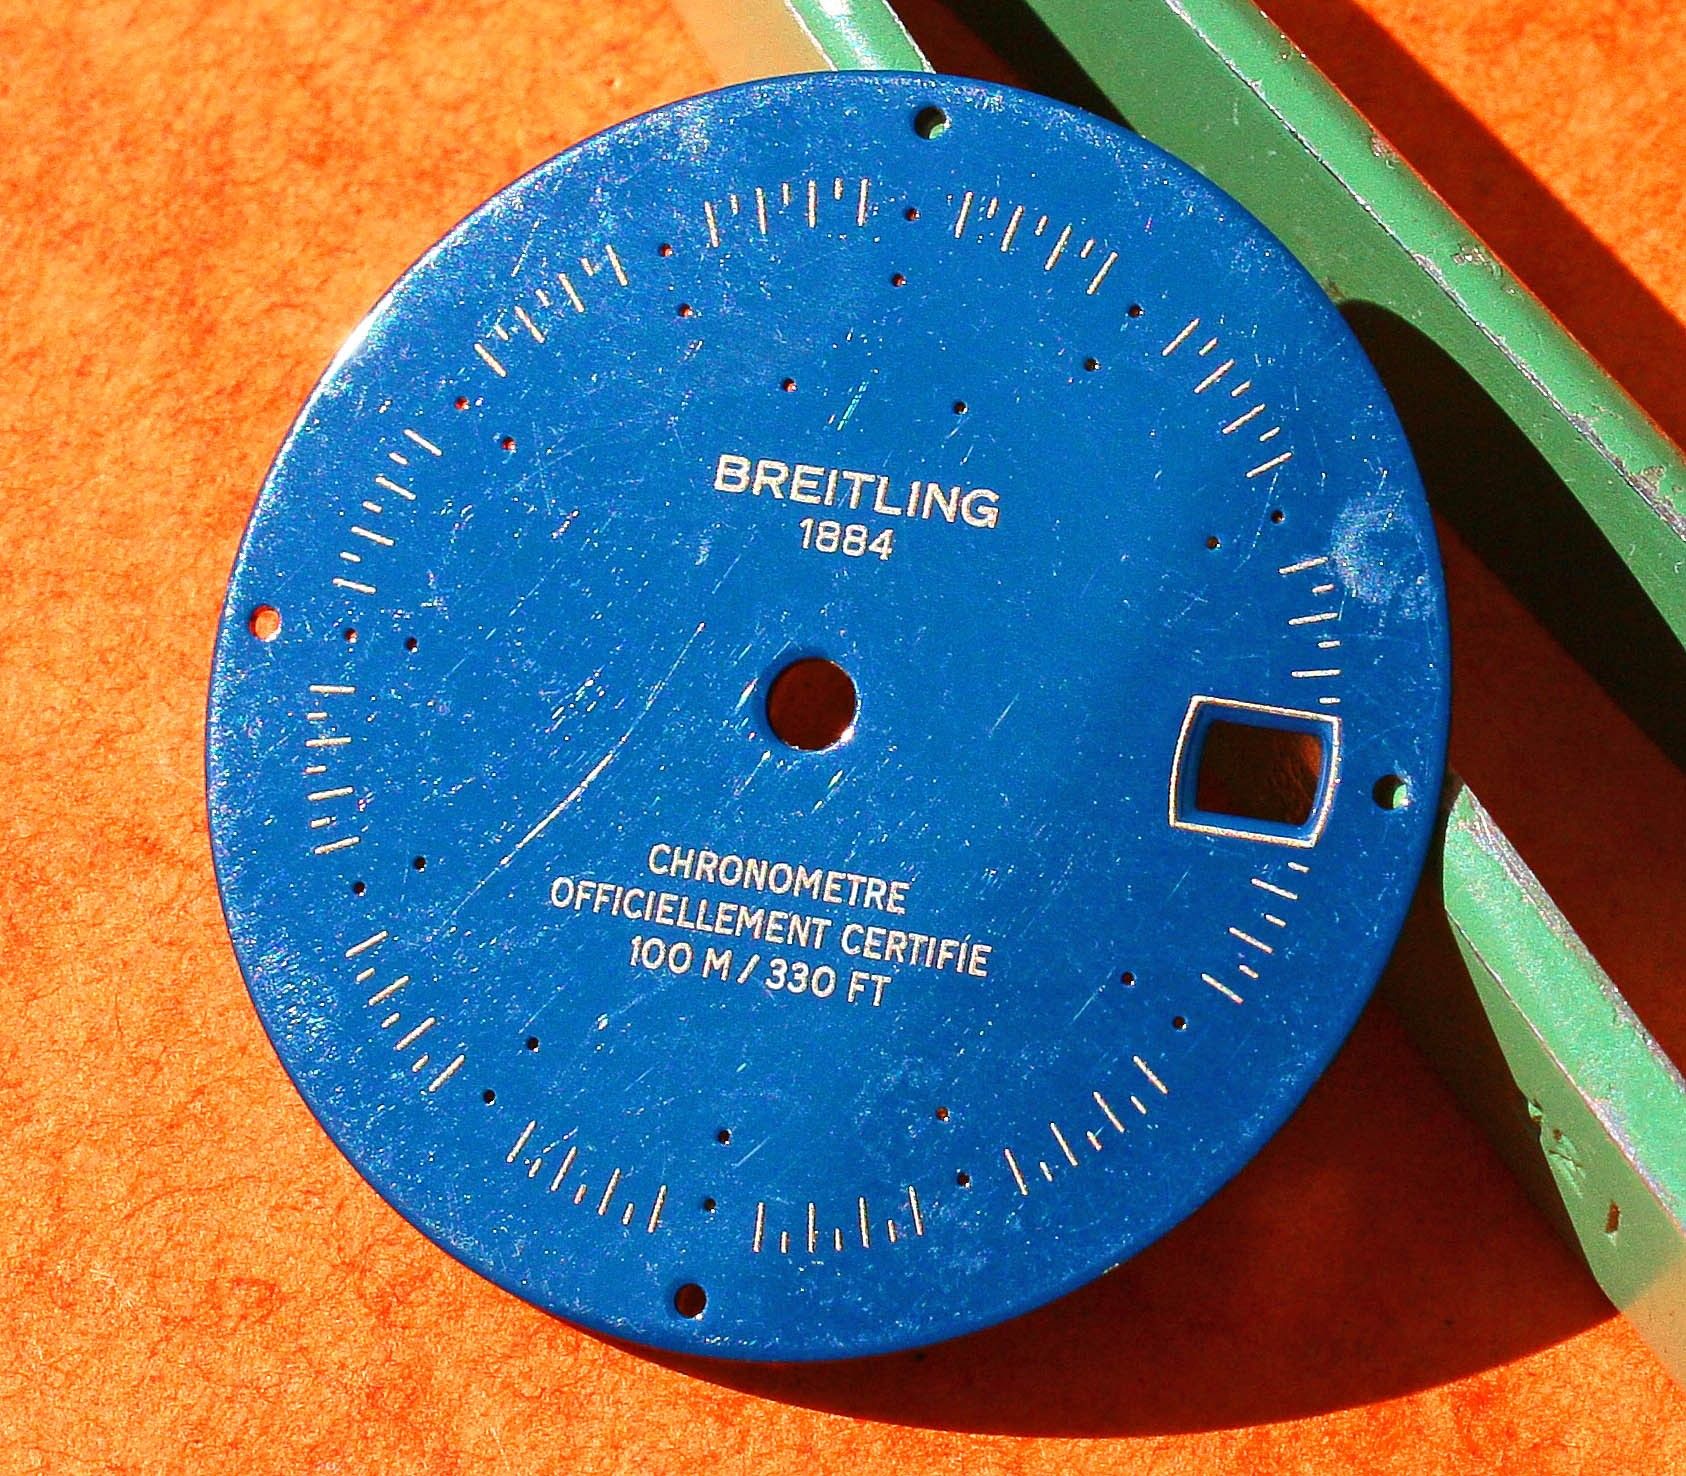 BREITLING
1884
CHRONOMETRE
OFFICIELLEMENT CERTIFIE
100 M / 330 FT